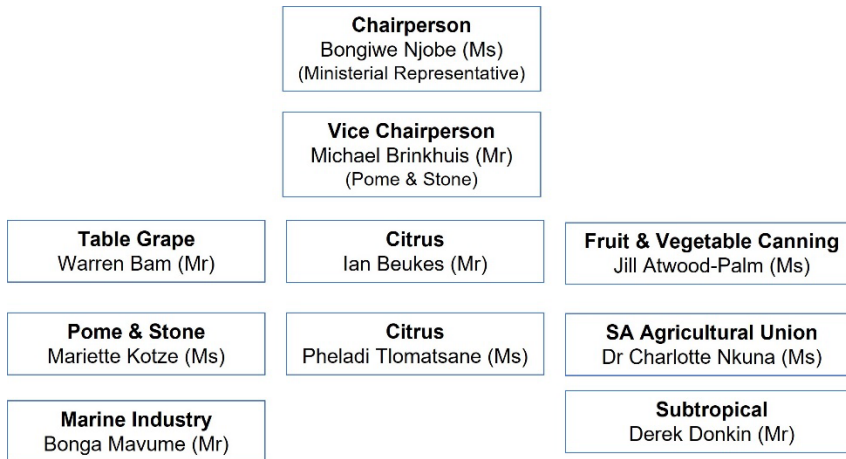 Chairperson
Bongiwe Njobe (Ms)
(Ministerial Representative)
Vice Chairperson
Michael Brinkhuis (Mr)
(Pome & Stone)
Table Grape
Warren Bam (Mr)
Citrus
Ian Beukes (Mr)
Fruit & Vegetable Canning
Jill Atwood-Palm (Ms)
Pome & Stone
Mariette Kotze (Ms)
Citrus
Pheladi Tlomatsane (Ms)
SA Agricultural Union
Dr Charlotte Nkuna (Ms)
Marine Industry
Bonga Mavume (Mr)
Subtropical
Derek Donkin (Mr)